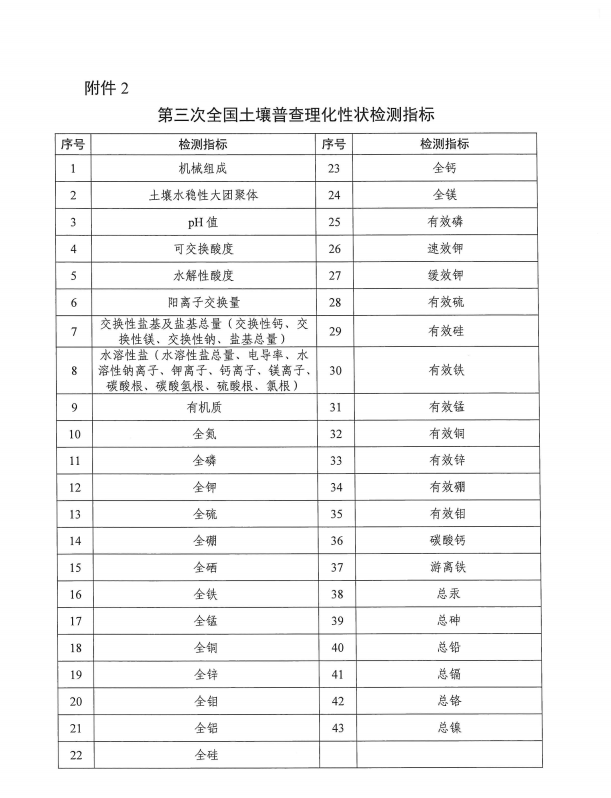 附件 2
第三次全国土壤普查理化性状检测指标
序号 检测指标 序号 检测指标
1 机械组成 23 全钙
2 土壤水稳性大团聚体 24 全镁
3 pH 值 25 有效磷
4 可交换酸度 26 速效钾
5 水解性酸度 27 缓效钾
6 阳离子交换量 28 有效硫
7 交换性盐基及盐基总量（交换性钙、交 29 有效硅
换性镁、交换性钠、盐基总量）
水溶性盐（水溶性盐总量、电导率、水
8 溶性钠离子、钾离子、钙离子、镁离子、 30 有效铁
碳酸根、碳酸氢根、硫酸根、氯根）
9 有机质 31 有效锰
10 全氮 32 有效铜
11 全磷 33 有效锌
12 全钾 34 有效硼
13 全硫 35 有效钼
14 全硼 36 碳酸钙
15 全硒 37 游离铁
16 全铁 38 总汞
17 全锰 39 总砷
18 全铜 40 总铅
19 全锌 41 总镉
20 全钼 42 总铬
21 全铝 43 总镍
22 全硅